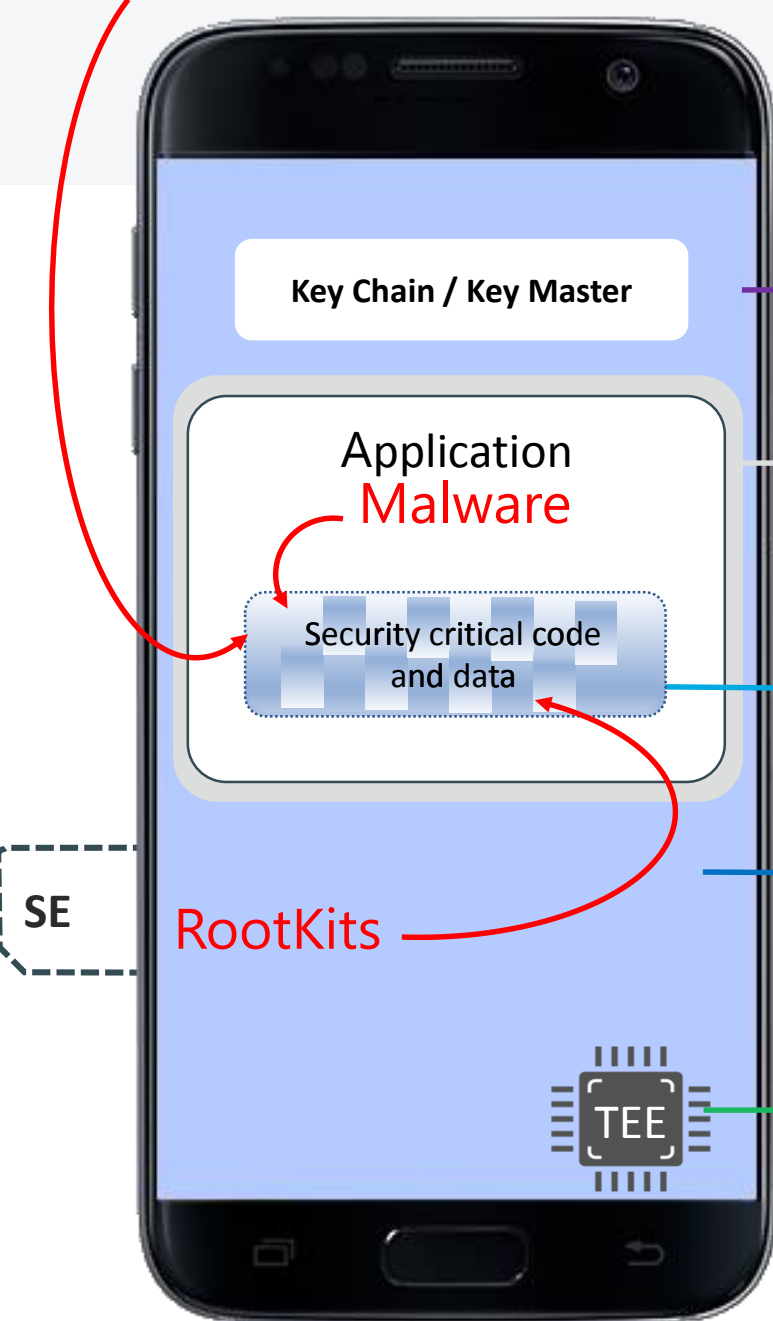 Key Chain / Key Master
Application
Malware
Security critical code
and data
SE
RootKits
TEE